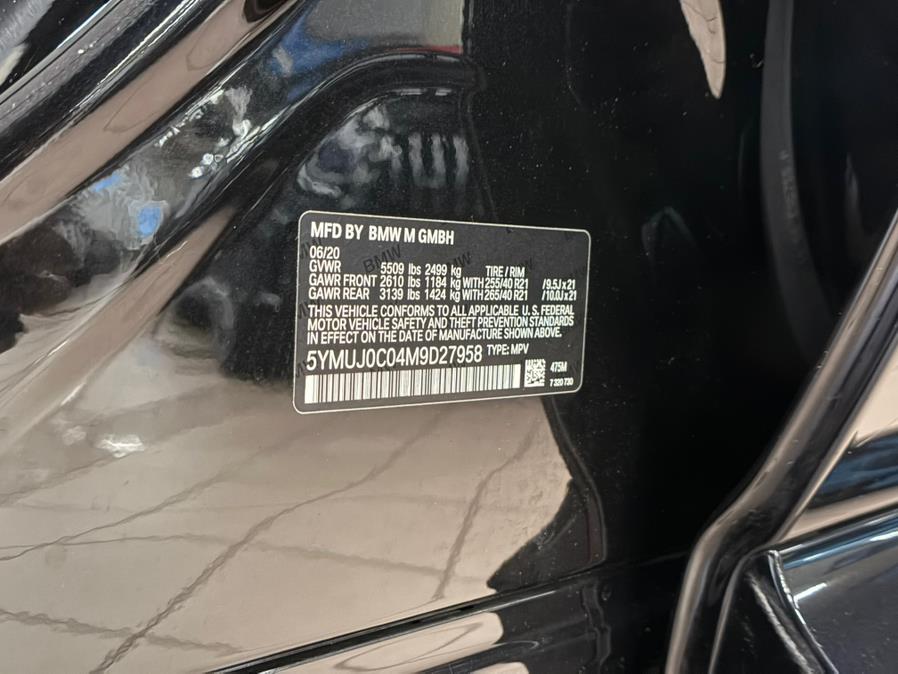 MFD BY BMW M GMBH
06/20
GVWR 5509 lbs 2499 kg TIRE / RIM
GAWR FRONT 2610 lbs 1184 kg WITH 255/40 R21 /9.5J x 21
GAWR REAR 3139 lbs 1424 kg WITH 265/40 R21 /10.0J x 21
THIS VEHICLE CONFORMS TO ALL APPLICABLE U. S. FEDERAL
MOTOR VEHICLE SAFETY AND THEFT PREVENTION STANDARDS
IN EFFECT ON THE DATE OF MANUFACTURE SHOWN ABOVE.
5YMUJ0C04M9D27958 TYPE: MPV
475M
7 320 730